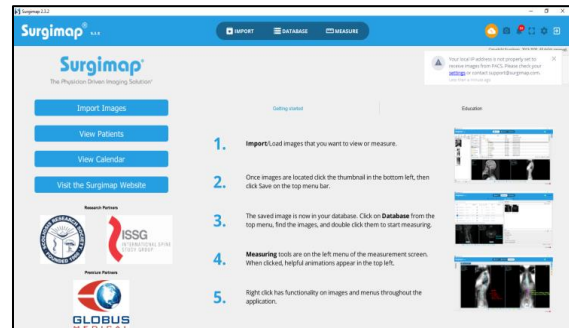 Surgimap 2.3.2
Surgimap® 2.3.2
IMPORT DATABASE MEASURE
Your local IP address is not properly set to
receive images from PACS. Please check your
settings or contact support@surgimap.com.
Surgimap®
The Physician Driven Imaging Solution®
Import Images
View Patients
View Calendar
Visit the Surgimap Website
Research Partners
SCOLIOSIS RESEARCH SOCIETY
ISSG
INTERNATIONAL SPINE
STUDY GROUP
Premium Partners
GLOBUS
MEDICAL
Getting started
Education
1. Import/Load images that you want to view or measure.
2. Once images are located click the thumbnail in the bottom left, then
click Save on the top menu bar.
3. The saved image is now in your database. Click on Database from the
top menu, find the images, and double click them to start measuring.
4. Measuring tools are on the left menu of the measurement screen.
When clicked, helpful animations appear in the top left.
5. Right click has functionality on images and menus throughout the
application.